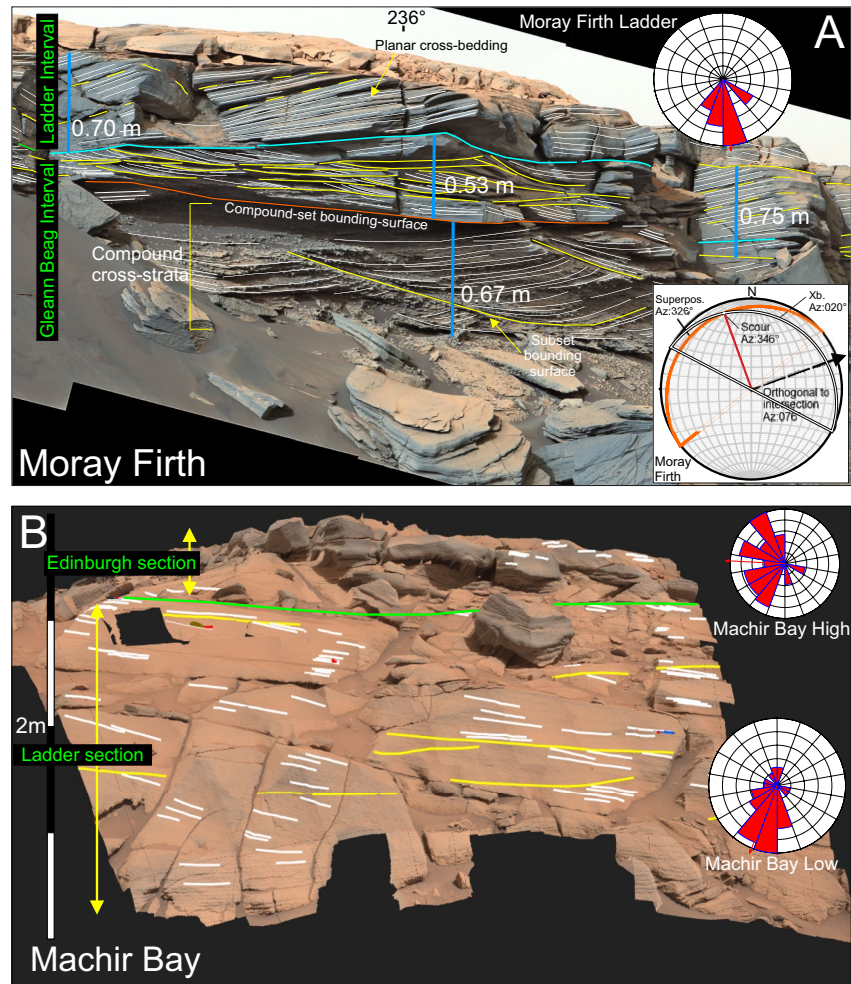 236°
Moray Firth Ladder
A
Planar cross-bedding
Ladder Interval
0.70 m
0.53 m
0.75 m
Gleann Beag Interval
Compound-set bounding-surface
Compound
cross-strata
0.67 m
Subset
bounding
surface
N
Superpos.
Az:326°
Xb.
Az:020°
Scour
Az:346°
Orthogonal to
intersection
Az:076
Moray
Firth
Moray Firth
B
Edinburgh section
Machir Bay High
2m
Ladder section
Machir Bay Low
Machir Bay